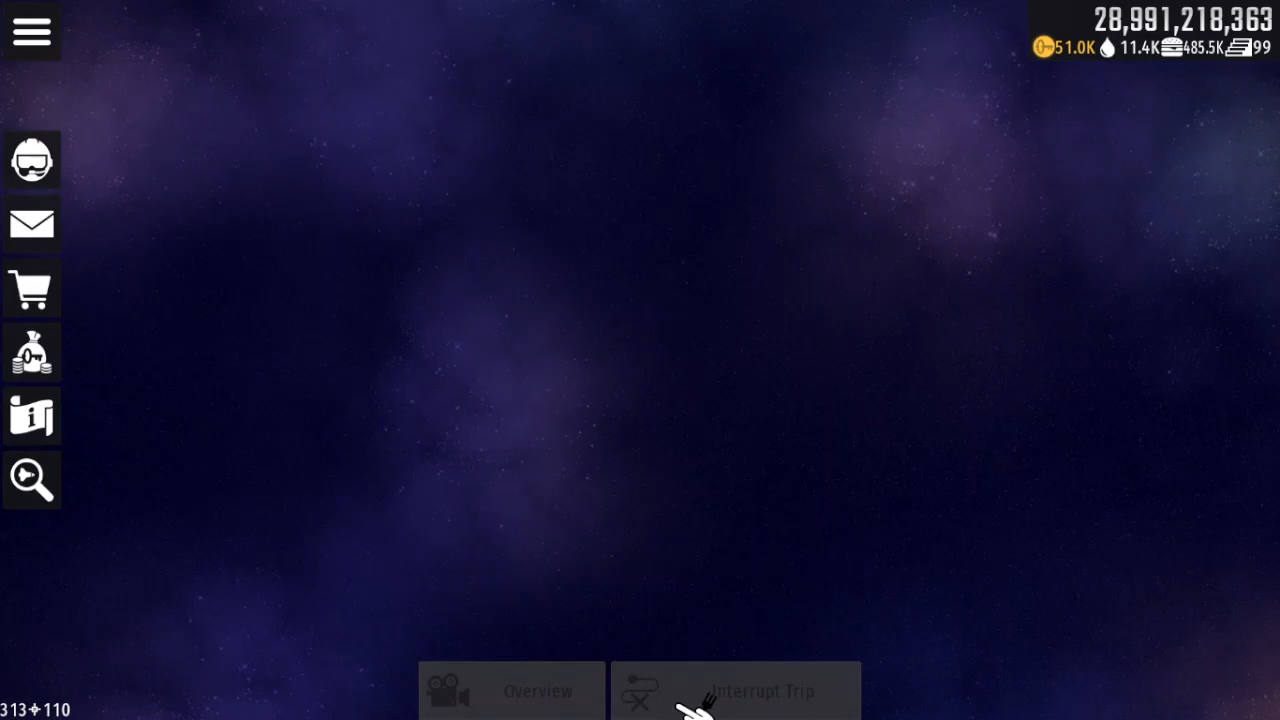 28,991,218,363
51.0K 11.4K 485.5K 99
i
Overview
Interrupt Trip
313 110